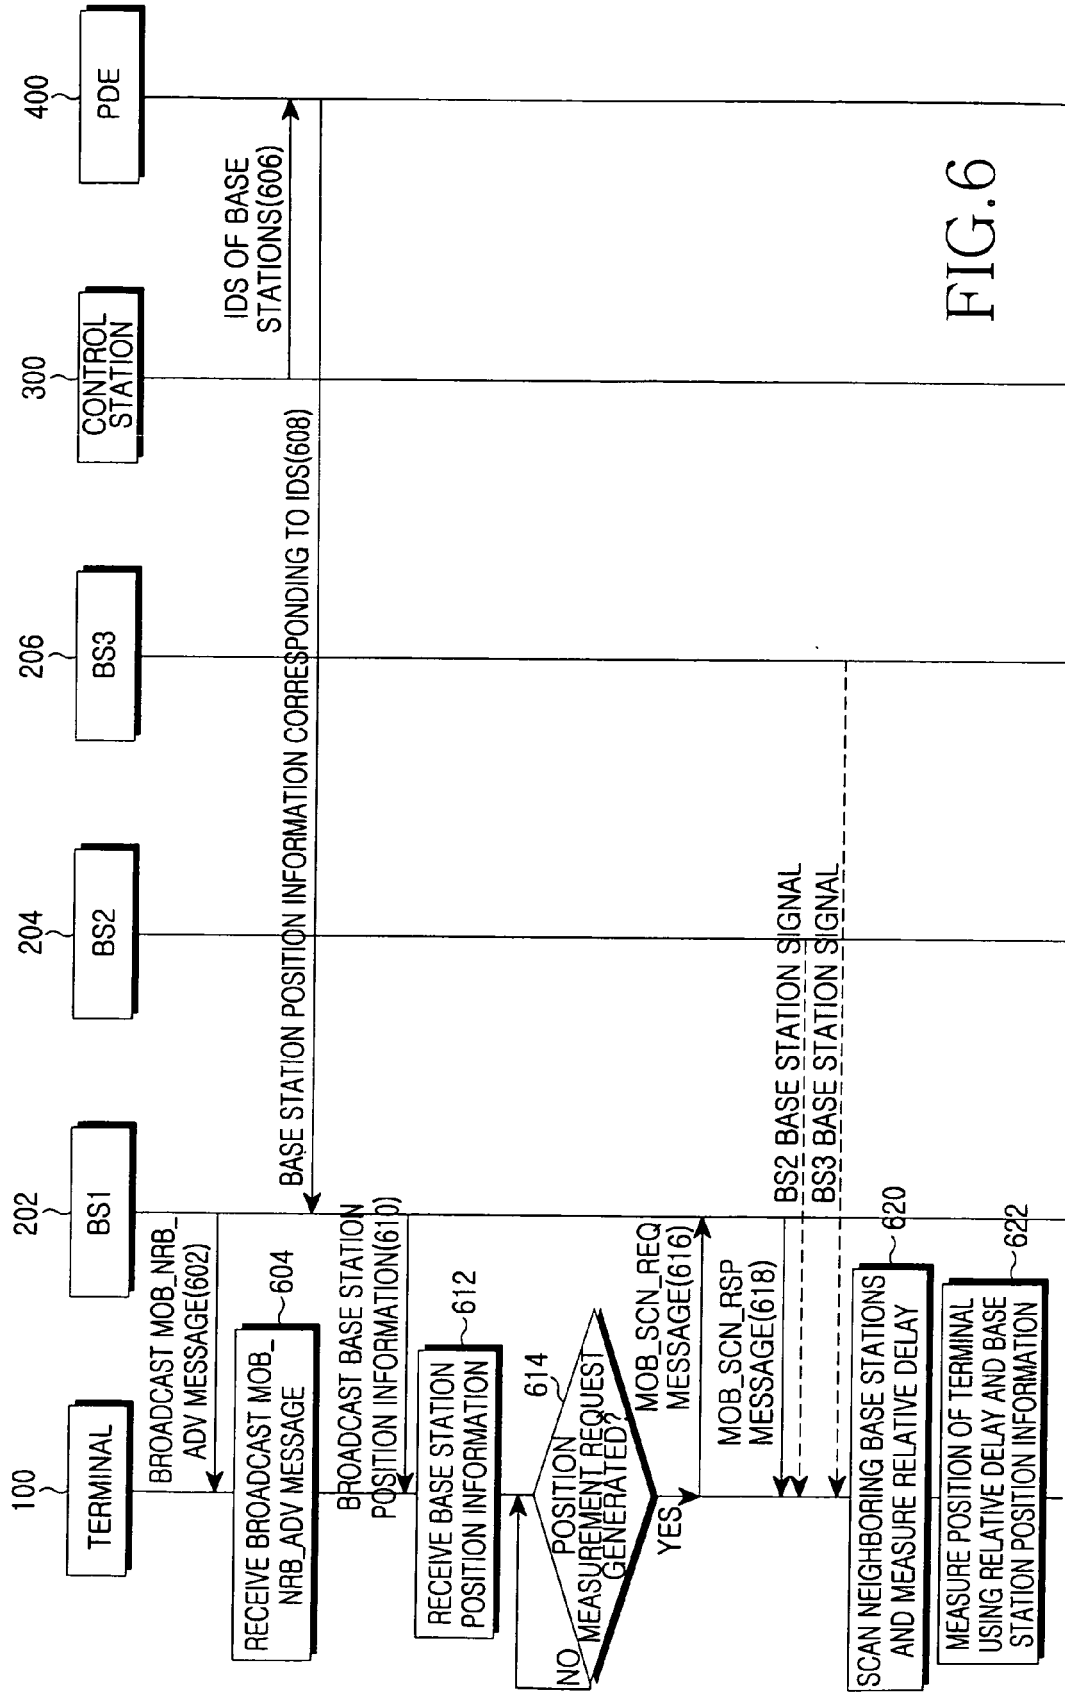 100
TERMINAL
202
BS1
204
BS2
206
BS3
300
CONTROL
STATION
400
PDE
BROADCAST MOB_NRB_
ADV MESSAGE(602)
RECEIVE BROADCAST MOB_
NRB_ADV MESSAGE
604
IDS OF BASE
STATIONS(606)
BASE STATION POSITION INFORMATION CORRESPONDING TO IDS(608)
BROADCAST BASE STATION
POSITION INFORMATION(610)
RECEIVE BASE STATION
POSITION INFORMATION
612
614
POSITION
MEASUREMENT REQUEST
GENERATED?
NO
YES
MOB_SCN_REQ
MESSAGE(616)
MOB_SCN_RSP
MESSAGE(618)
BS2 BASE STATION SIGNAL
BS3 BASE STATION SIGNAL
SCAN NEIGHBORING BASE STATIONS
AND MEASURE RELATIVE DELAY
620
MEASURE POSITION OF TERMINAL
USING RELATIVE DELAY AND BASE
STATION POSITION INFORMATION
622
FIG.6